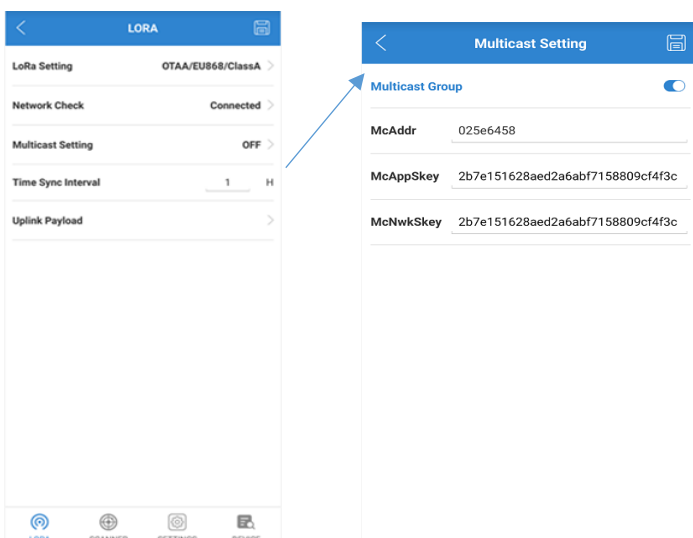 LORA
LoRa Setting OTAA/EU868/ClassA
Network Check Connected
Multicast Setting OFF
Time Sync Interval 1 H
Uplink Payload
Multicast Setting
Multicast Group
McAddr 025e6458
McAppSkey 2b7e151628aed2a6abf7158809cf4f3c
McNwkSkey 2b7e151628aed2a6abf7158809cf4f3c